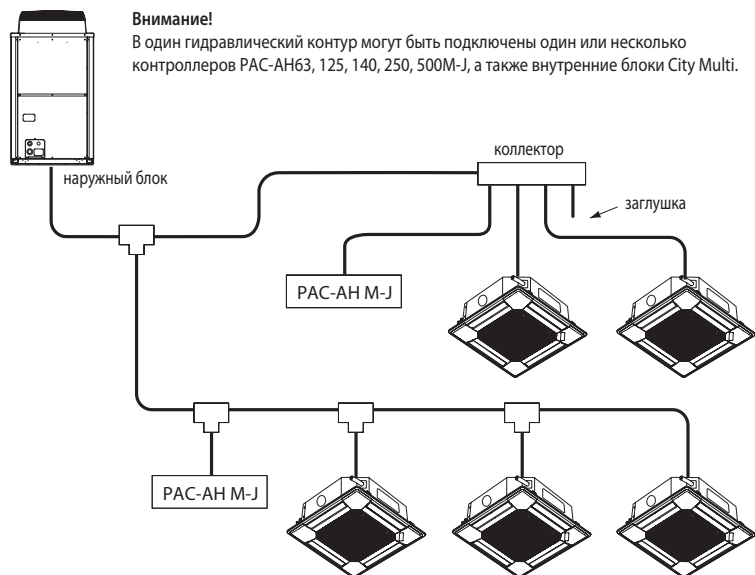 Внимание!
В один гидравлический контур могут быть подключены один или несколько
контроллеров PAC-AH63, 125, 140, 250, 500M-J, а также внутренние блоки City Multi.
наружный блок
коллектор
заглушка
PAC-AH M-J
PAC-AH M-J